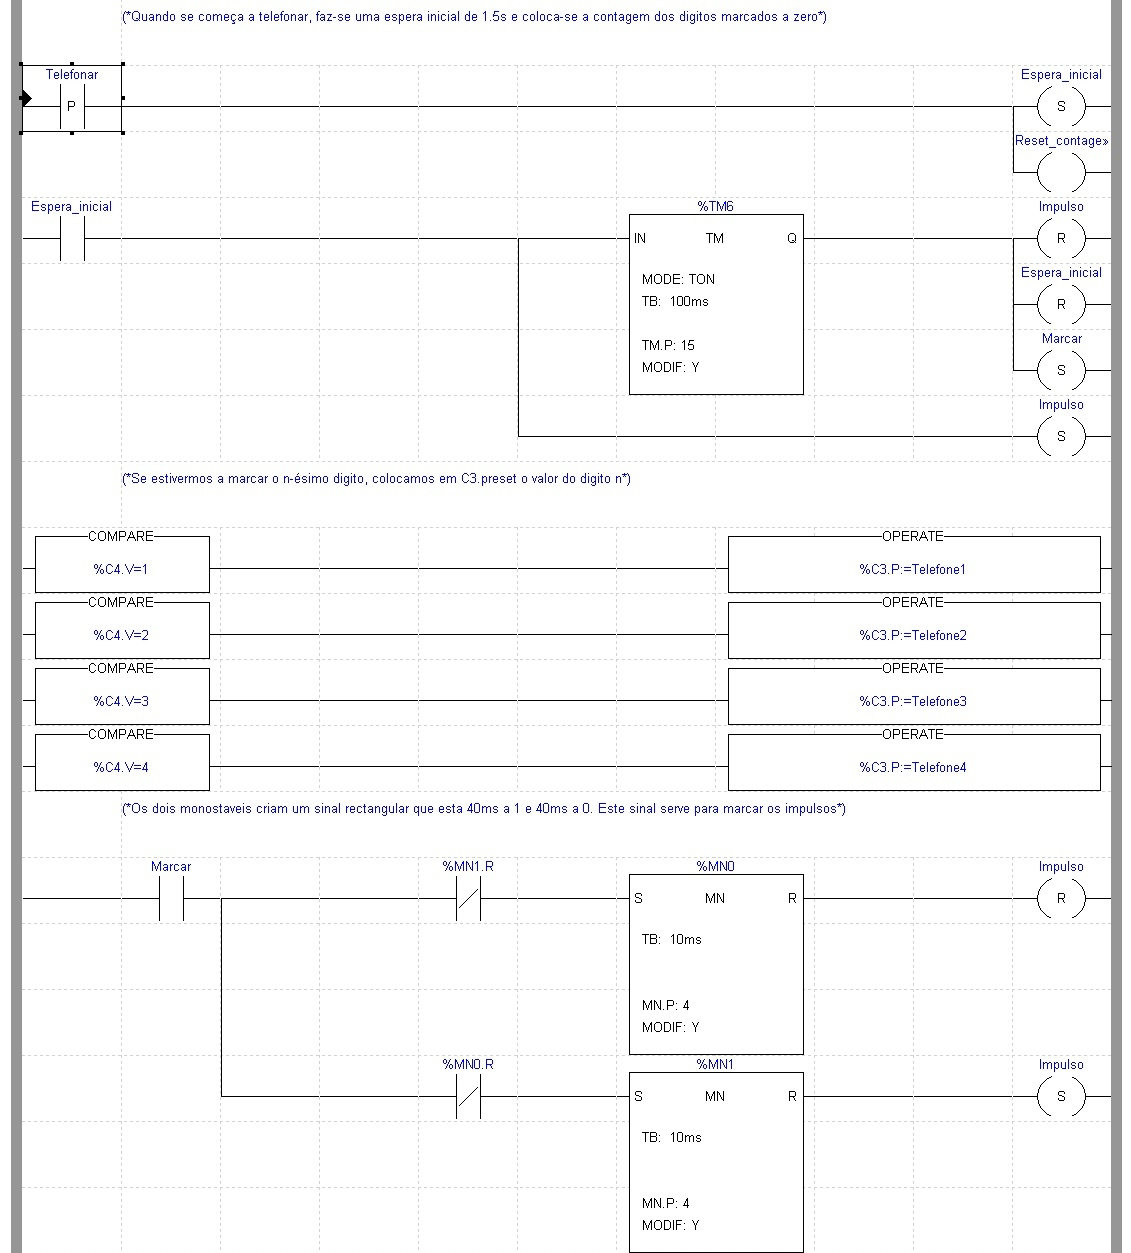 (*Quando se começa a telefonar, faz-se uma espera inicial de 1.5s e coloca-se a contagem dos digitos marcados a zero*)
Telefonar
Espera_inicial
P
S
Reset_contage»
Espera_inicial
%TM6
Impulso
IN TM Q
R
Espera_inicial
MODE: TON
TB: 100ms
R
Marcar
TM.P: 15
MODIF: Y
S
Impulso
S
(*Se estivermos a marcar o n-ésimo digito, colocamos em C3.preset o valor do digito n*)
COMPARE OPERATE
%C4.V=1 %C3.P:=Telefone1
COMPARE OPERATE
%C4.V=2 %C3.P:=Telefone2
COMPARE OPERATE
%C4.V=3 %C3.P:=Telefone3
COMPARE OPERATE
%C4.V=4 %C3.P:=Telefone4
(*Os dois monostaveis criam um sinal rectangular que esta 40ms a 1 e 40ms a 0. Este sinal serve para marcar os impulsos*)
Marcar %MN1.R %MN0 Impulso
S MN R R
TB: 10ms
MN.P: 4
MODIF: Y
%MN0.R %MN1 Impulso
S MN R S
TB: 10ms
MN.P: 4
MODIF: Y